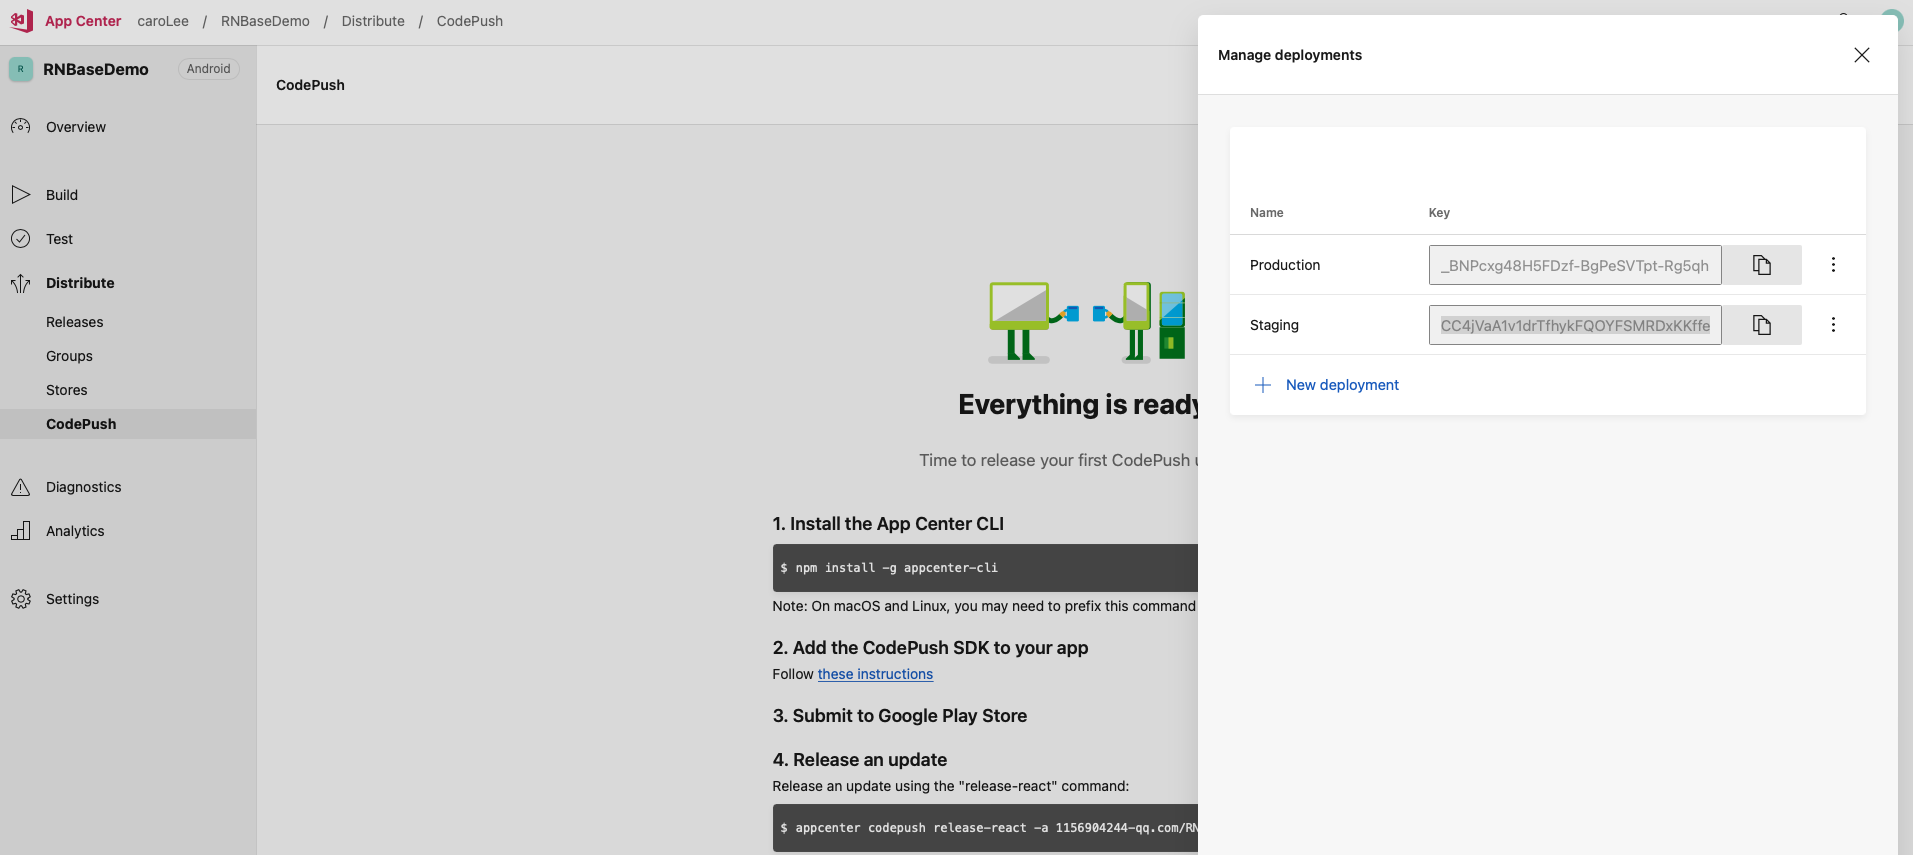 App Center caroLee / RNBaseDemo / Distribute / CodePush
R RNBaseDemo Android
Overview
Build
Test
Distribute
Releases
Groups
Stores
CodePush
Diagnostics
Analytics
Settings
CodePush
Everything is ready
Time to release your first CodePush
1. Install the App Center CLI
$ npm install -g appcenter-cli
Note: On macOS and Linux, you may need to prefix this command
2. Add the CodePush SDK to your app
Follow these instructions
3. Submit to Google Play Store
4. Release an update
Release an update using the "release-react" command:
$ appcenter codepush release-react -a 1156904244-qq.com/RN
Manage deployments
Name Key
Production _BNPcxg48H5FDzf-BgPeSVTpt-Rg5qh
Staging CC4jVaA1v1drTfhykFQOYFSMRDxKKffe
New deployment